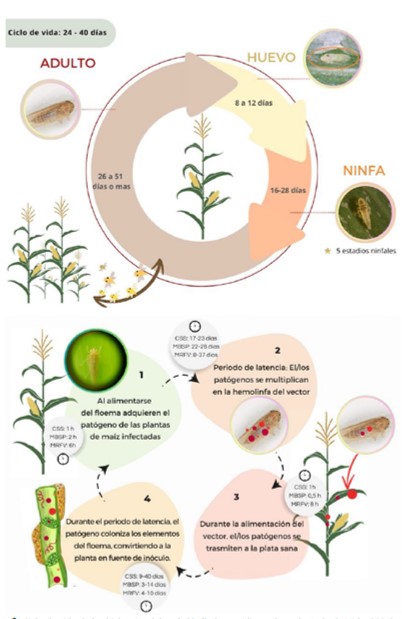 Ciclo de vida: 24 - 40 días
ADULTO
HUEVO
8 a 12 días
NINFA
26 a 51
días o mas
16-28 días
★ 5 estadios ninfales
CSS: 17-23 días
MBSP: 22-28 días
MRFV: 8-37 días
1
Al alimentarse
del floema adquieren el
patógeno de las plantas
de maíz infectadas
CSS: 1 h
MBSP: 2 h
MRFV: 6h
2
Periodo de latencia: El/los
patógenos se multiplican
en la hemolinfa del vector
3
Durante la alimentación del
vector, el/los patógenos se
trasmiten a la plata sana
CSS: 1h
MBSP: 0,5 h
MRFV: 8 h
4
Durante el periodo de latencia, el
patógeno coloniza los elementos
del floema, convirtiendo a la
planta en fuente de inóculo.
CSS: 9-40 días
MBSP: 3-14 días
MRFV: 4-10 días